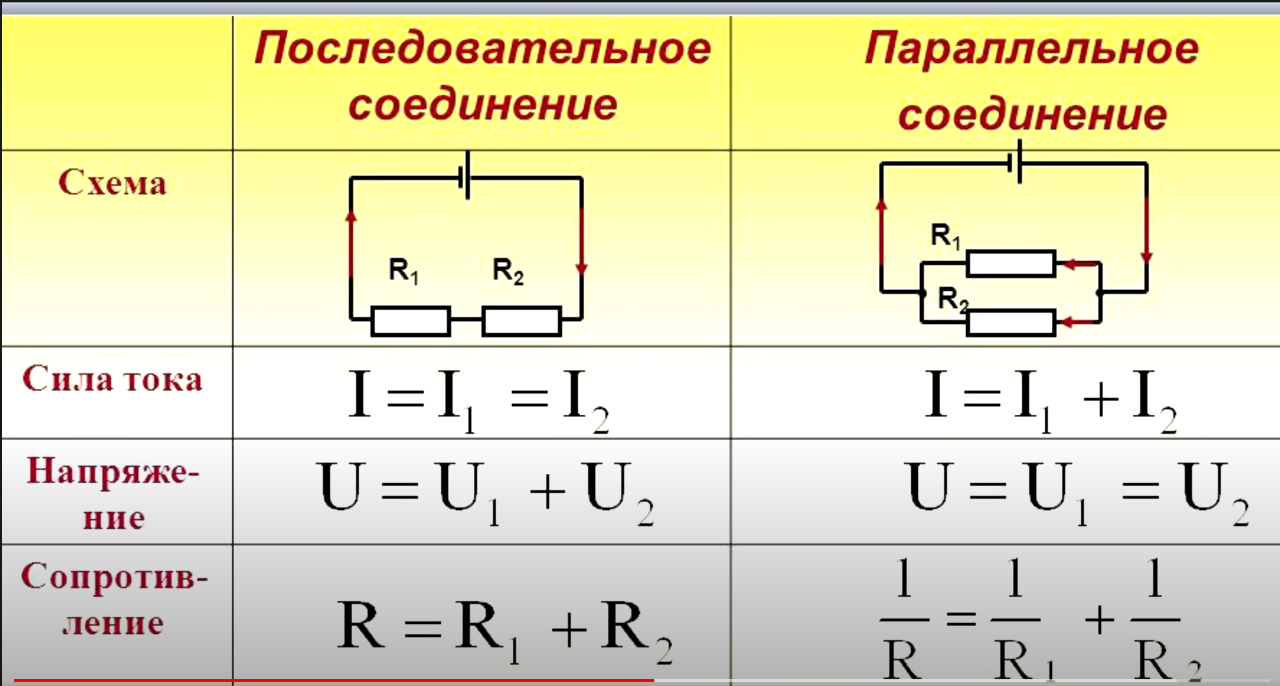 Последовательное
соединение
Параллельное
соединение
Схема
R₁ R₂
R₁
R₂
Сила тока
I = I₁ = I₂
I = I₁ + I₂
Напряже-
ние
U = U₁ + U₂
U = U₁ = U₂
Сопротив-
ление
R = R₁ + R₂
1/R = 1/R₁ + 1/R₂